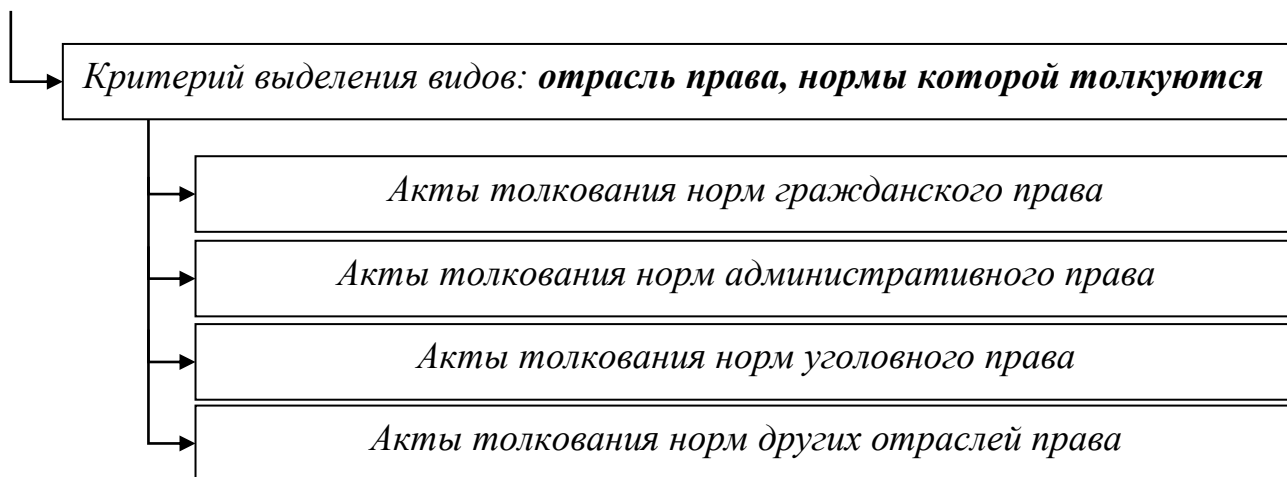 Критерий выделения видов: отрасль права, нормы которой толкуются
Акты толкования норм гражданского права
Акты толкования норм административного права
Акты толкования норм уголовного права
Акты толкования норм других отраслей права